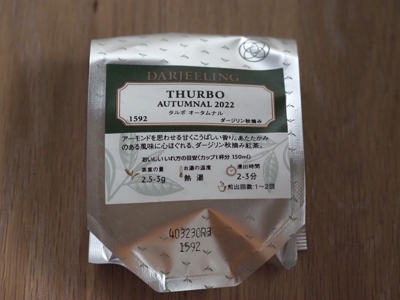 DARJEELING
THURBO
AUTUMNAL 2022
タルボ オータムナル
1592 ダージリン秋摘み
アーモンドを思わせる甘くこうばしい香り。あたたかみ
のある風味に心ほぐれる、ダージリン秋摘み紅茶。
おいしいいれ方の目安(カップ1杯分 150ml)
茶葉の量 お湯の温度 浸出時間
2.5-3g 熱湯 2-3分
煎出回数:1~2回
403230R3
1592